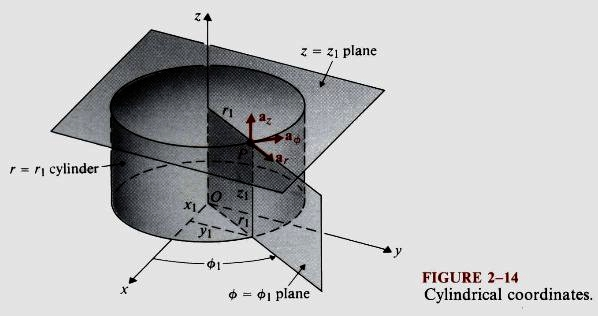 z
z = z₁ plane
r₁
a_z
a_ϕ
P
a_r
r = r₁ cylinder
z₁
O
x₁
r₁
y₁
y
ϕ₁
x
ϕ = ϕ₁ plane
FIGURE 2–14
Cylindrical coordinates.